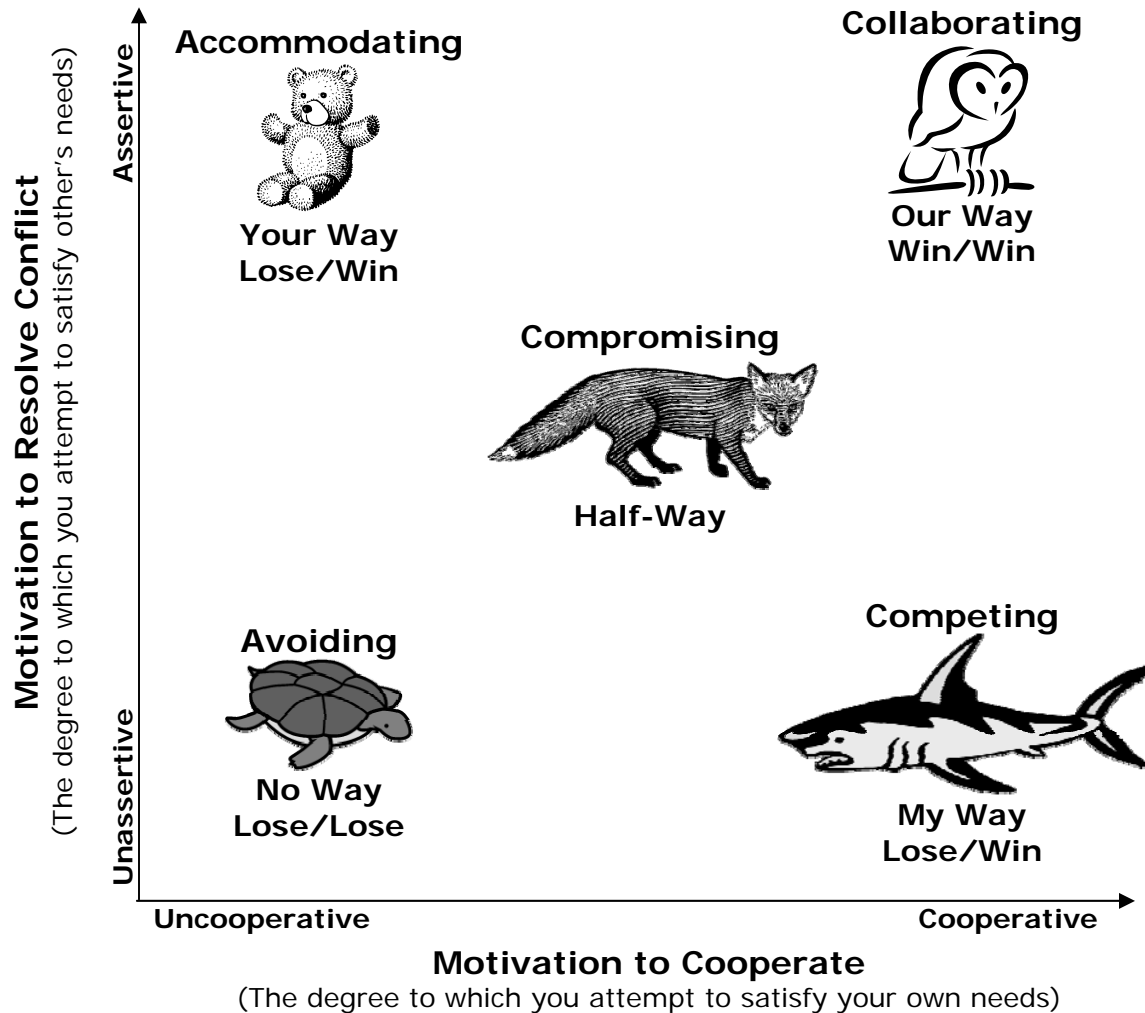 Motivation to Resolve Conflict
(The degree to which you attempt to satisfy other's needs)
Assertive
Unassertive
Accommodating
Your Way
Lose/Win
Collaborating
Our Way
Win/Win
Compromising
Half-Way
Avoiding
No Way
Lose/Lose
Competing
My Way
Lose/Win
Uncooperative
Cooperative
Motivation to Cooperate
(The degree to which you attempt to satisfy your own needs)